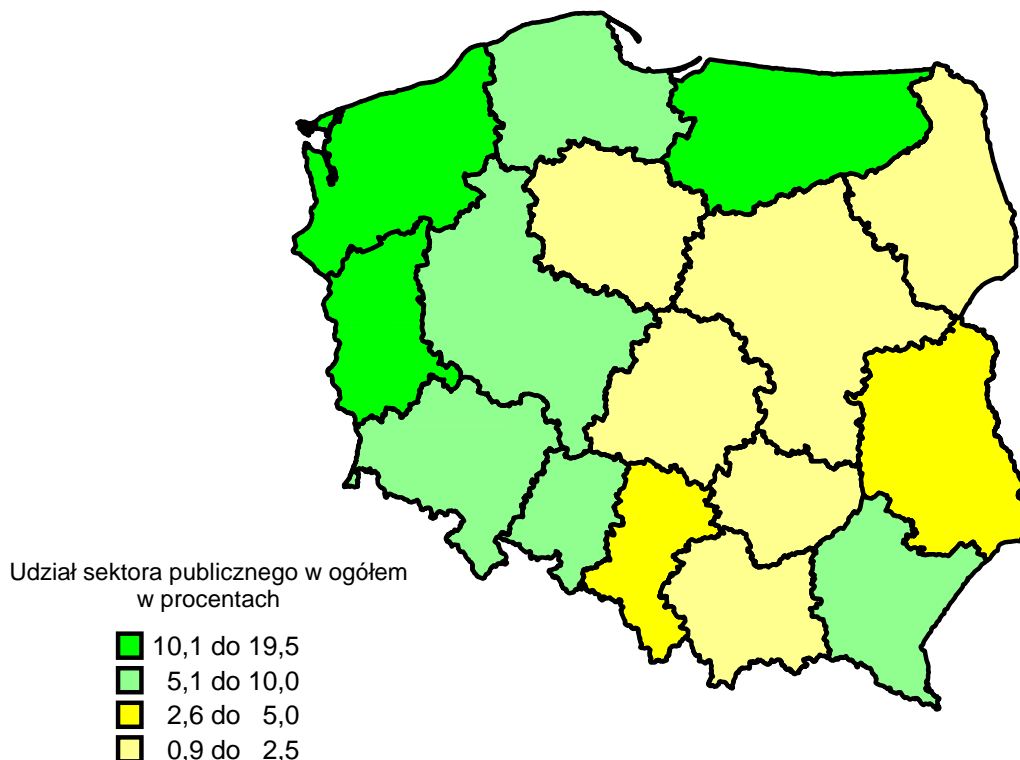 Udział sektora publicznego w ogółem
w procentach
10,1 do 19,5
5,1 do 10,0
2,6 do 5,0
0,9 do 2,5